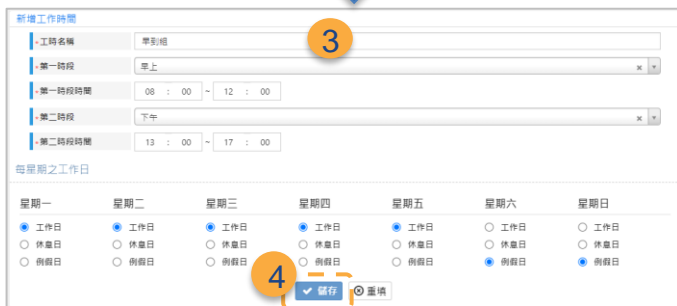 新增工作時間
*工時名稱 早到組 3
*第一時段 早上 ×
*第一時段時間 08 : 00 ~ 12 : 00
*第二時段 下午 ×
*第二時段時間 13 : 00 ~ 17 : 00
每星期之工作日
星期一 星期二 星期三 星期四 星期五 星期六 星期日
工作日 工作日 工作日 工作日 工作日 工作日 工作日
休息日 休息日 休息日 休息日 休息日 休息日 休息日
例假日 例假日 例假日 例假日 例假日 例假日 例假日
4 儲存 重填